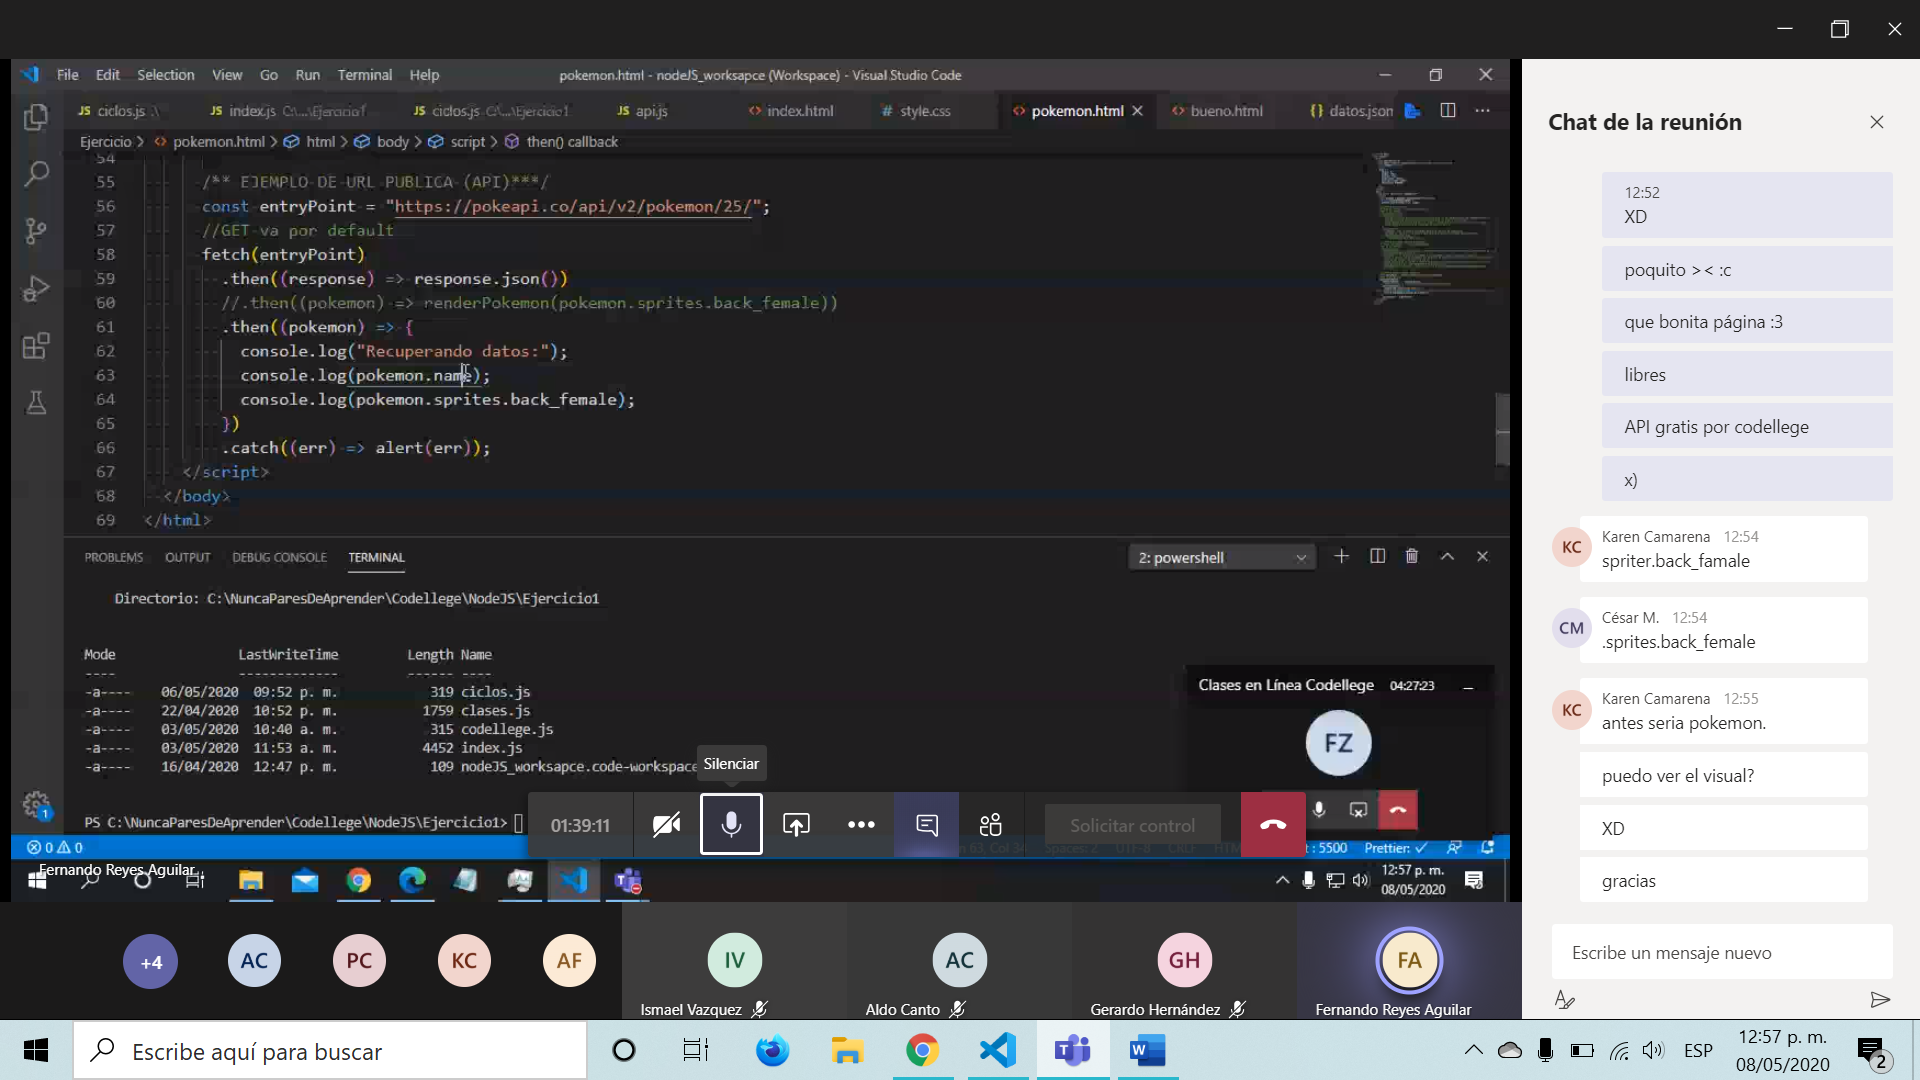 File Edit Selection View Go Run Terminal Help
pokemon.html - nodeJS_worksapce (Workspace) - Visual Studio Code
JS ciclos.js .\
JS index.js C:\...\Ejercicio1
JS ciclos.js C:\...\Ejercicio1
JS api.js
<> index.html
# style.css
<> pokemon.html
<> bueno.html
{} datos.json
Ejercicio > <> pokemon.html > html > body > script > then() callback
54
55 /** EJEMPLO DE URL PUBLICA (API)***/
56 const entryPoint = "https://pokeapi.co/api/v2/pokemon/25/";
57 //GET va por default
58 fetch(entryPoint)
59 .then((response) => response.json())
60 //.then((pokemon) => renderPokemon(pokemon.sprites.back_female))
61 .then((pokemon) => {
62 console.log("Recuperando datos:");
63 console.log(pokemon.name);
64 console.log(pokemon.sprites.back_female);
65 })
66 .catch((err) => alert(err));
67 </script>
68 </body>
69 </html>
PROBLEMS OUTPUT DEBUG CONSOLE TERMINAL
2: powershell
Directorio: C:\NuncaParesDeAprender\Codellege\NodeJS\Ejercicio1
Mode LastWriteTime Length Name
---- ------------- ------ ----
-a---- 06/05/2020 09:52 p. m. 319 ciclos.js
-a---- 22/04/2020 10:52 p. m. 1759 clases.js
-a---- 03/05/2020 10:40 a. m. 315 codellege.js
-a---- 03/05/2020 11:53 a. m. 4452 index.js
-a---- 16/04/2020 12:47 p. m. 109 nodeJS_worksapce.code-workspace
PS C:\NuncaParesDeAprender\Codellege\NodeJS\Ejercicio1>
Clases en Línea Codellege 04:27:23
FZ
Silenciar
01:39:11
Solicitar control
1
0 0
: 5500 Prettier: ✓
Fernando Reyes Aguilar
12:57 p. m.
08/05/2020
+4
AC
PC
KC
AF
IV
Ismael Vazquez
AC
Aldo Canto
GH
Gerardo Hernández
FA
Fernando Reyes Aguilar
Chat de la reunión
12:52
XD
poquito >< :c
que bonita página :3
libres
API gratis por codellege
x)
KC
Karen Camarena 12:54
spriter.back_famale
CM
César M. 12:54
.sprites.back_female
KC
Karen Camarena 12:55
antes seria pokemon.
puedo ver el visual?
XD
gracias
Escribe un mensaje nuevo
Escribe aquí para buscar
ESP
12:57 p. m.
08/05/2020
2